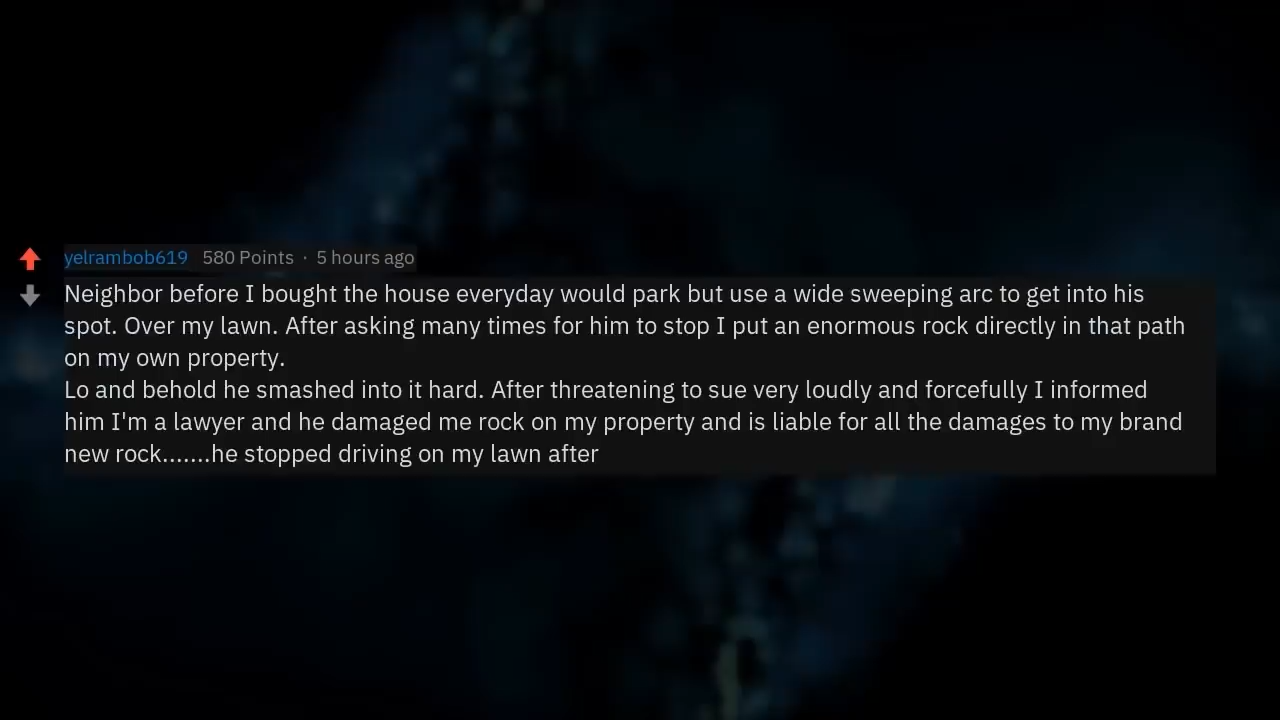 yelrambob619 580 Points · 5 hours ago
Neighbor before I bought the house everyday would park but use a wide sweeping arc to get into his
spot. Over my lawn. After asking many times for him to stop I put an enormous rock directly in that path
on my own property.
Lo and behold he smashed into it hard. After threatening to sue very loudly and forcefully I informed
him I'm a lawyer and he damaged me rock on my property and is liable for all the damages to my brand
new rock.......he stopped driving on my lawn after